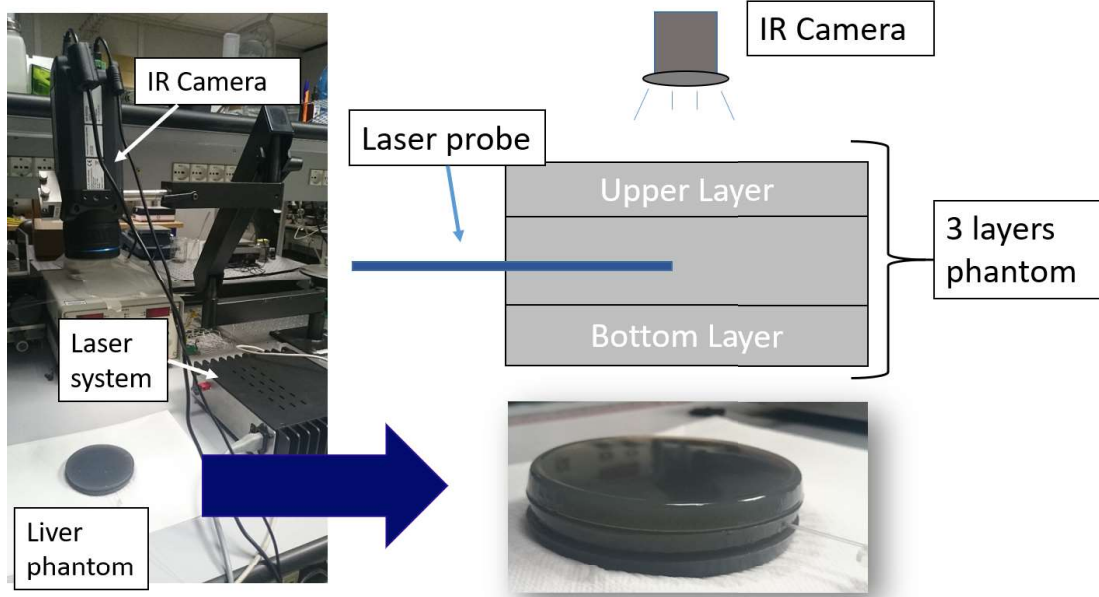 IR Camera
Laser
system
Liver
phantom
IR Camera
Laser probe
Upper Layer
Bottom Layer
3 layers
phantom